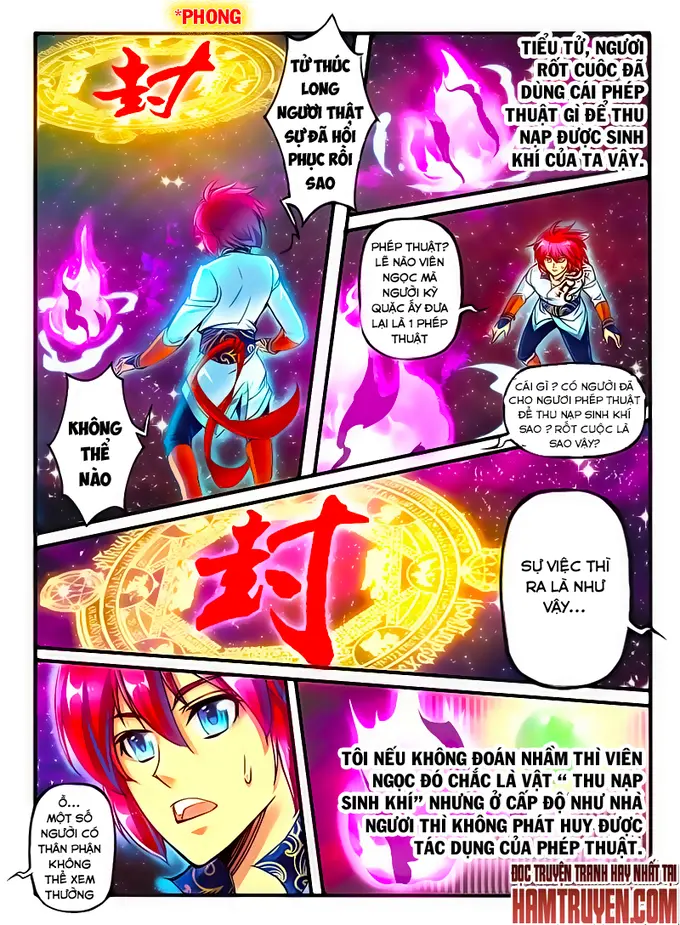 *PHONG
封
TỬ THÚC
LONG
NGƯƠI THẬT
SỰ ĐÃ HỒI
PHỤC RỒI
SAO
TIỂU TỬ, NGƯƠI
RỐT CUÔC ĐÃ
DÙNG CÁI PHÉP
THUẬT GÌ ĐỂ THU
NẠP ĐƯỢC SINH
KHÍ CỦA TA VẬY.
KHÔNG
THỂ
NÀO
PHÉP THUẬT?
LẼ NÀO VIÊN
NGỌC MÀ
NGƯỜI KỲ
QUẶC ẤY ĐƯA
LẠI LÀ 1 PHÉP
THUẬT
CÁI GÌ ? CÓ NGƯỜI ĐÃ
CHO NGƯƠI PHÉP THUẬT
ĐỂ THU NẠP SINH KHÍ
SAO ? RỐT CUỘC LÀ
SAO VẬY?
封
SỰ VIỆC THÌ
RA LÀ NHƯ
VẬY...
Ồ...
MỘT SỐ
NGƯỜI CÓ
THÂN PHẬN
KHÔNG
THỂ XEM
THƯỜNG
TÔI NẾU KHÔNG ĐOÁN NHẦM THÌ VIÊN
NGỌC ĐÓ CHẮC LÀ VẬT “ THU NẠP
SINH KHÍ” NHƯNG Ở CẤP ĐỘ NHƯ NHÀ
NGƯƠI THÌ KHÔNG PHÁT HUY ĐƯỢC
TÁC DỤNG CỦA PHÉP THUẬT.
ĐỌC TRUYỆN TRANH HAY NHẤT TẠI
HAMTRUYEN.COM